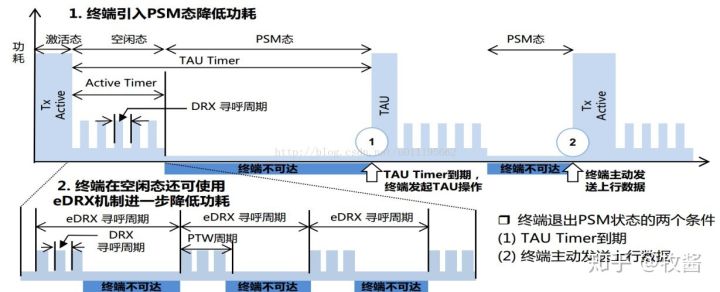 1. 终端引入PSM态降低功耗
功耗
激活态
空闲态
PSM态
PSM态
TAU Timer
Active Timer
DRX 寻呼周期
Tx
Active
TAU
Tx
Active
1
2
终端不可达
终端不可达
TAU Timer到期，
终端发起TAU操作
终端主动发
送上行数据
2. 终端在空闲态还可使用
eDRX机制进一步降低功耗
eDRX 寻呼周期
eDRX 寻呼周期
eDRX 寻呼周期
DRX
寻呼周期
PTW周期
终端不可达
终端不可达
终端不可达
终端退出PSM状态的两个条件
(1) TAU Timer到期
(2) 终端主动发送上行数据
知乎 @牧酱